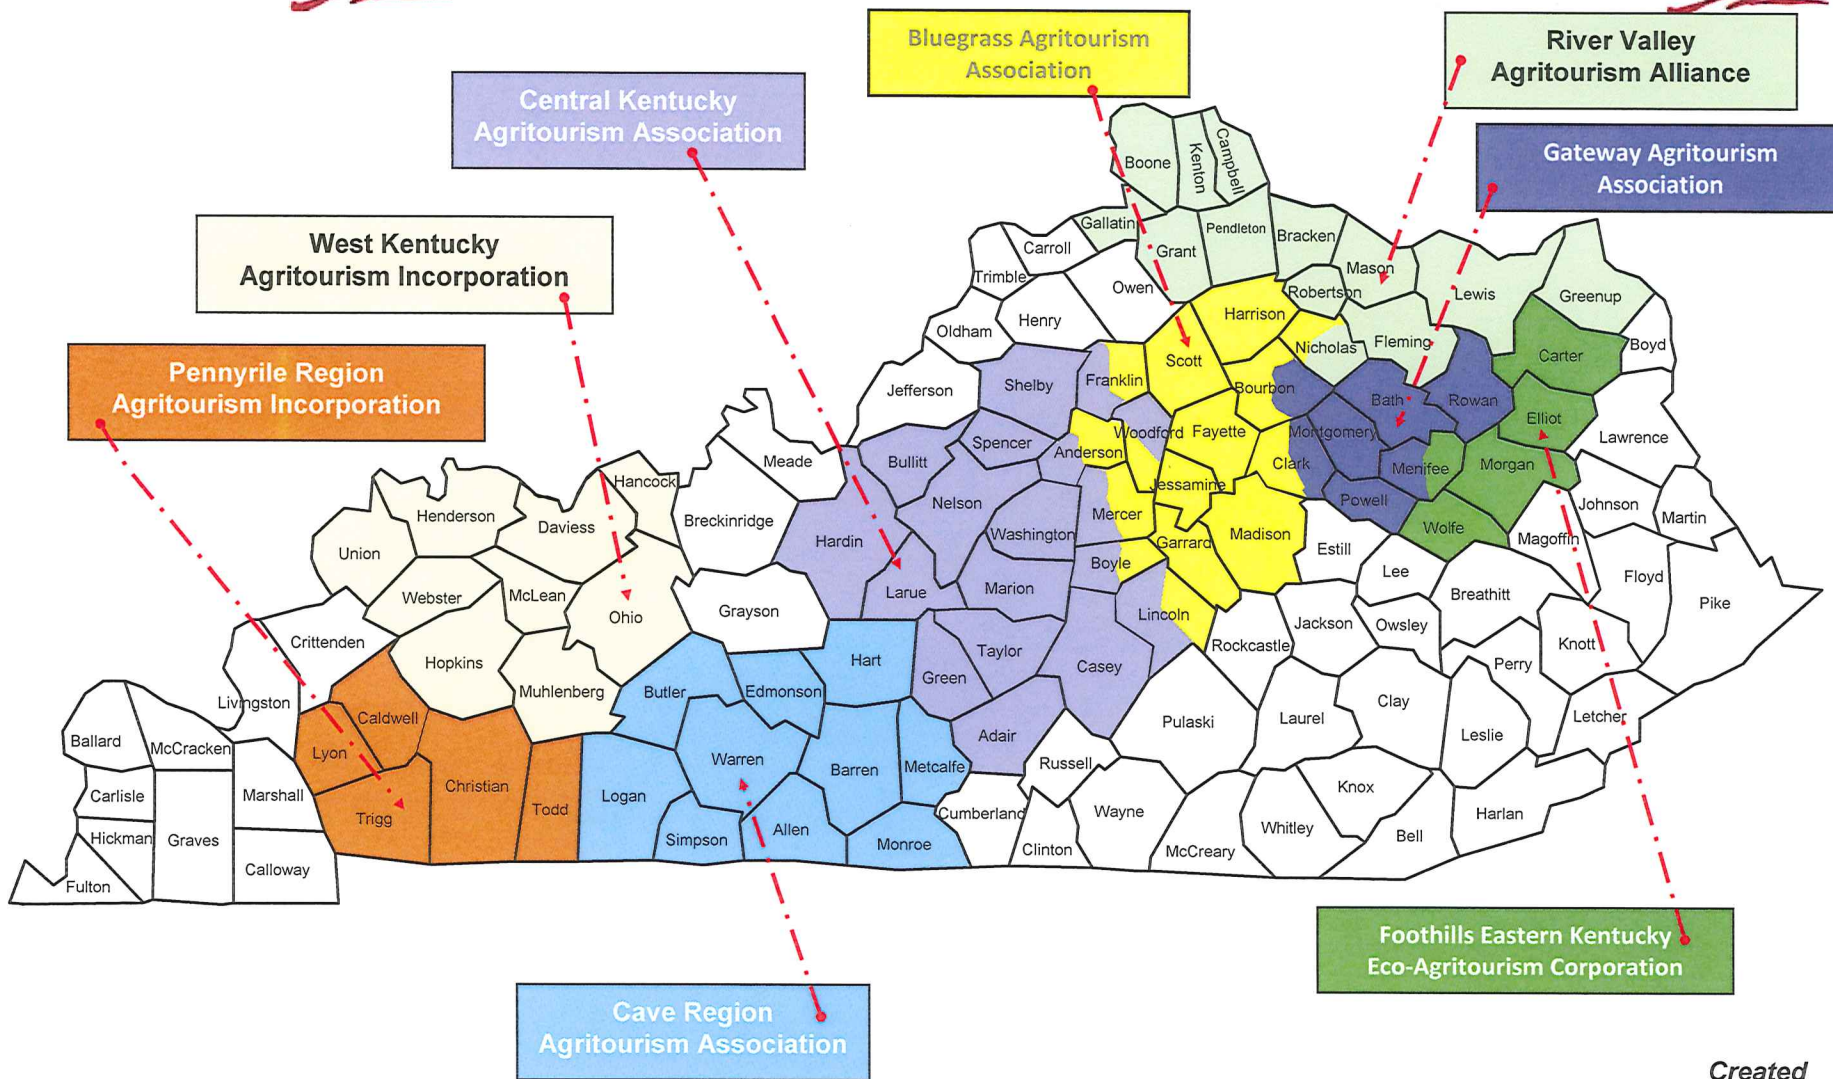 Bluegrass Agritourism
Association
River Valley
Agritourism Alliance
Central Kentucky
Agritourism Association
Gateway Agritourism
Association
West Kentucky
Agritourism Incorporation
Pennyrile Region
Agritourism Incorporation
Boone
Kenton
Campbell
Gallatin
Grant
Pendleton
Bracken
Mason
Robertson
Lewis
Greenup
Carroll
Trimble
Owen
Henry
Oldham
Harrison
Nicholas
Fleming
Carter
Boyd
Scott
Franklin
Shelby
Jefferson
Bourbon
Bath
Rowan
Elliot
Lawrence
Woodford
Fayette
Montgomery
Spencer
Anderson
Bullitt
Meade
Clark
Menifee
Morgan
Hancock
Jessamine
Powell
Johnson
Martin
Nelson
Mercer
Henderson
Daviess
Breckinridge
Washington
Madison
Wolfe
Magoffin
Hardin
Garrard
Estill
Union
Boyle
Lee
Floyd
Webster
McLean
Larue
Marion
Breathitt
Pike
Ohio
Grayson
Lincoln
Jackson
Owsley
Crittenden
Rockcastle
Knott
Hopkins
Hart
Taylor
Casey
Perry
Muhlenberg
Butler
Edmonson
Green
Livingston
Clay
Caldwell
Pulaski
Laurel
Letcher
Ballard
McCracken
Lyon
Adair
Leslie
Warren
Barren
Metcalfe
Russell
Carlisle
Marshall
Christian
Logan
Knox
Todd
Trigg
Cumberland
Wayne
Harlan
Hickman
Graves
Simpson
Allen
Monroe
Whitley
Bell
Clinton
McCreary
Calloway
Fulton
Foothills Eastern Kentucky
Eco-Agritourism Corporation
Cave Region
Agritourism Association
Created